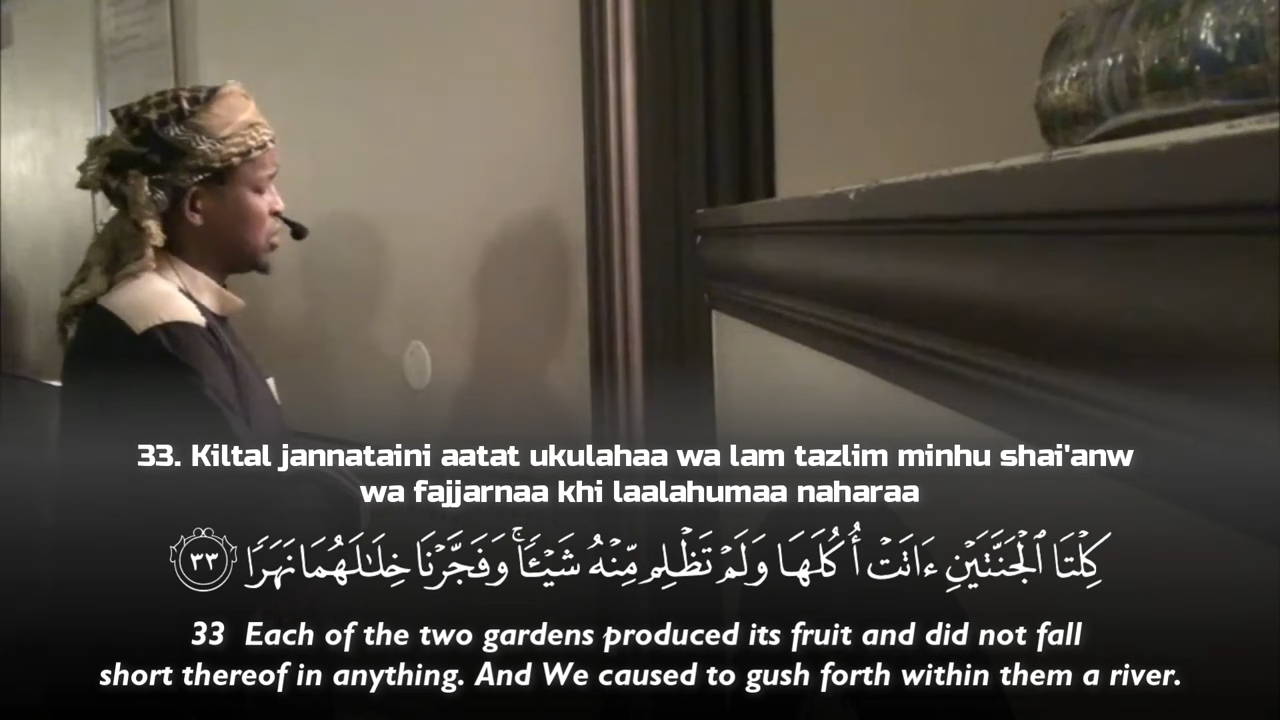 33. Kiltal jannataini aatat ukulahaa wa lam tazlim minhu shai'anw
wa fajjarnaa khi laalahumaa naharaa
كِلْتَا ٱلْجَنَّتَيْنِ ءَاتَتْ أُكُلَهَا وَلَمْ تَظْلِم مِّنْهُ شَيْـًٔاۚ وَفَجَّرْنَا خِلَـٰلَهُمَا نَهَرًا ٣٣
33 Each of the two gardens produced its fruit and did not fall
short thereof in anything. And We caused to gush forth within them a river.